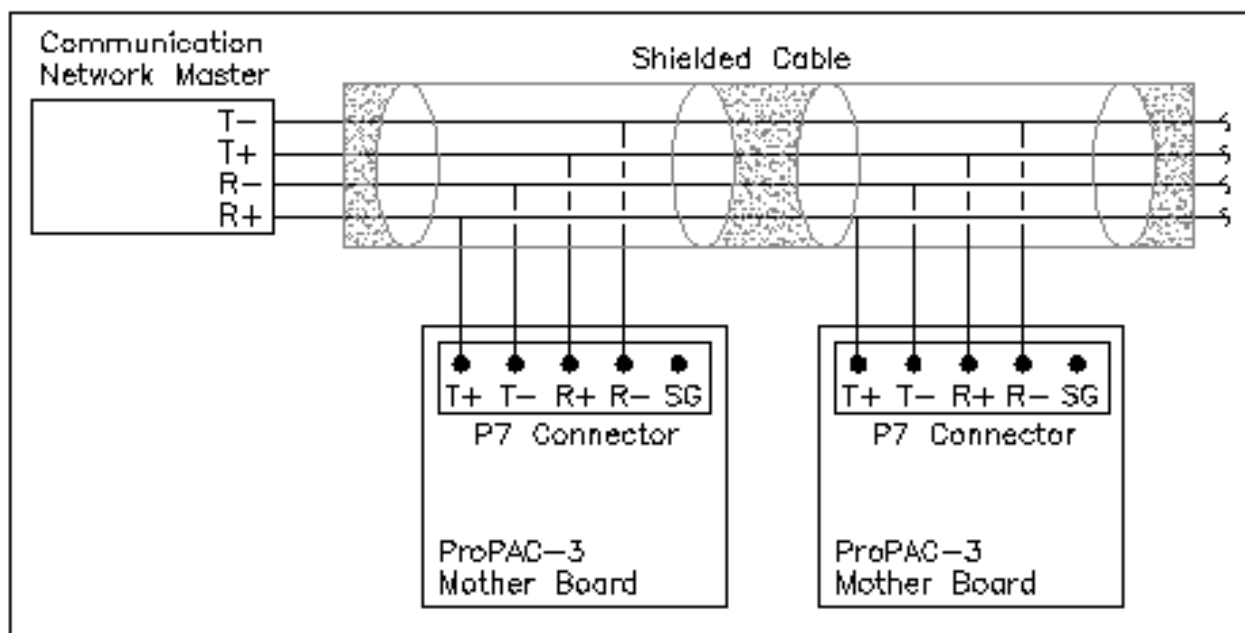 Communication
Network Master
Shielded Cable
T-
T+
R-
R+
T+ T- R+ R- SG
P7 Connector
ProPAC-3
Mother Board
T+ T- R+ R- SG
P7 Connector
ProPAC-3
Mother Board